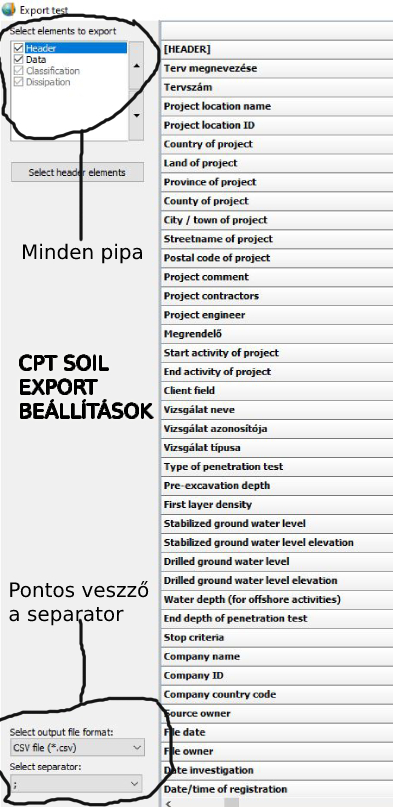 Export test
Select elements to export
Header
Data
Classification
Dissipation
Select header elements
Minden pipa
CPT SOIL
EXPORT
BEÁLLÍTÁSOK
Pontos veszző
a separator
Select output file format:
CSV file (*.csv)
Select separator:
;
[HEADER]
Terv megnevezése
Tervszám
Project location name
Project location ID
Country of project
Land of project
Province of project
County of project
City / town of project
Streetname of project
Postal code of project
Project comment
Project contractors
Project engineer
Megrendelő
Start activity of project
End activity of project
Client field
Vizsgálat neve
Vizsgálat azonosítója
Vizsgálat típusa
Type of penetration test
Pre-excavation depth
First layer density
Stabilized ground water level
Stabilized ground water level elevation
Drilled ground water level
Drilled ground water level elevation
Water depth (for offshore activities)
End depth of penetration test
Stop criteria
Company name
Company ID
Company country code
Source owner
File date
File owner
Date investigation
Date/time of registration